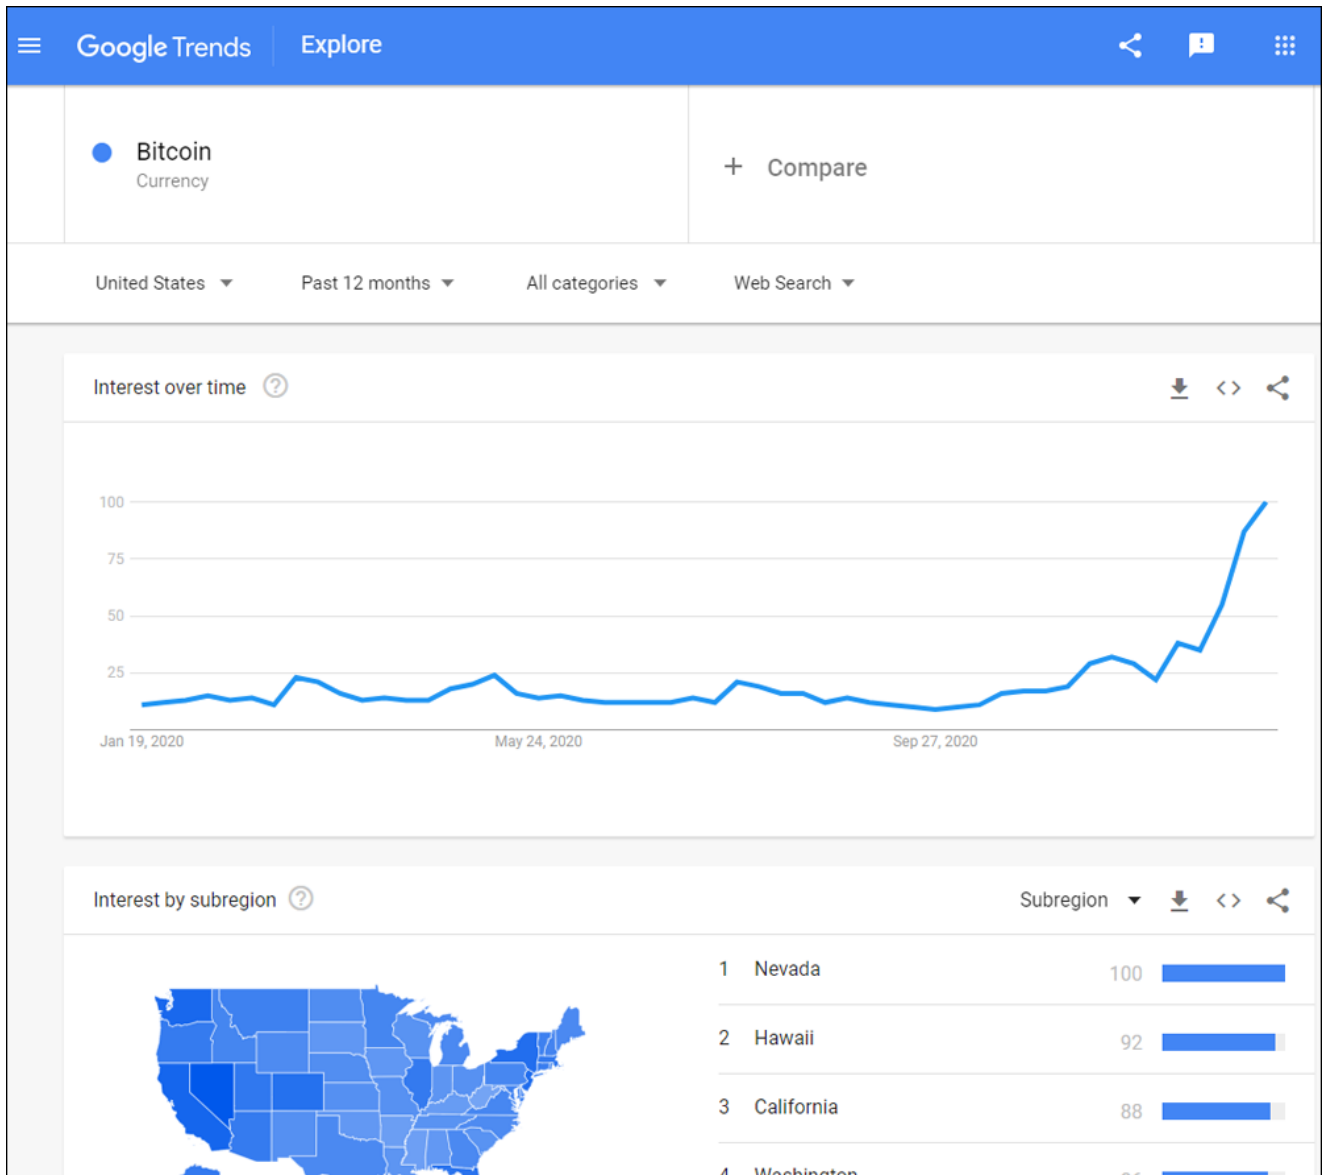 Google Trends Explore
Bitcoin
Currency
+ Compare
United States Past 12 months All categories Web Search
Interest over time ?
100
75
50
25
Jan 19, 2020 May 24, 2020 Sep 27, 2020
Interest by subregion ? Subregion
1 Nevada 100
2 Hawaii 92
3 California 88
4 Washington